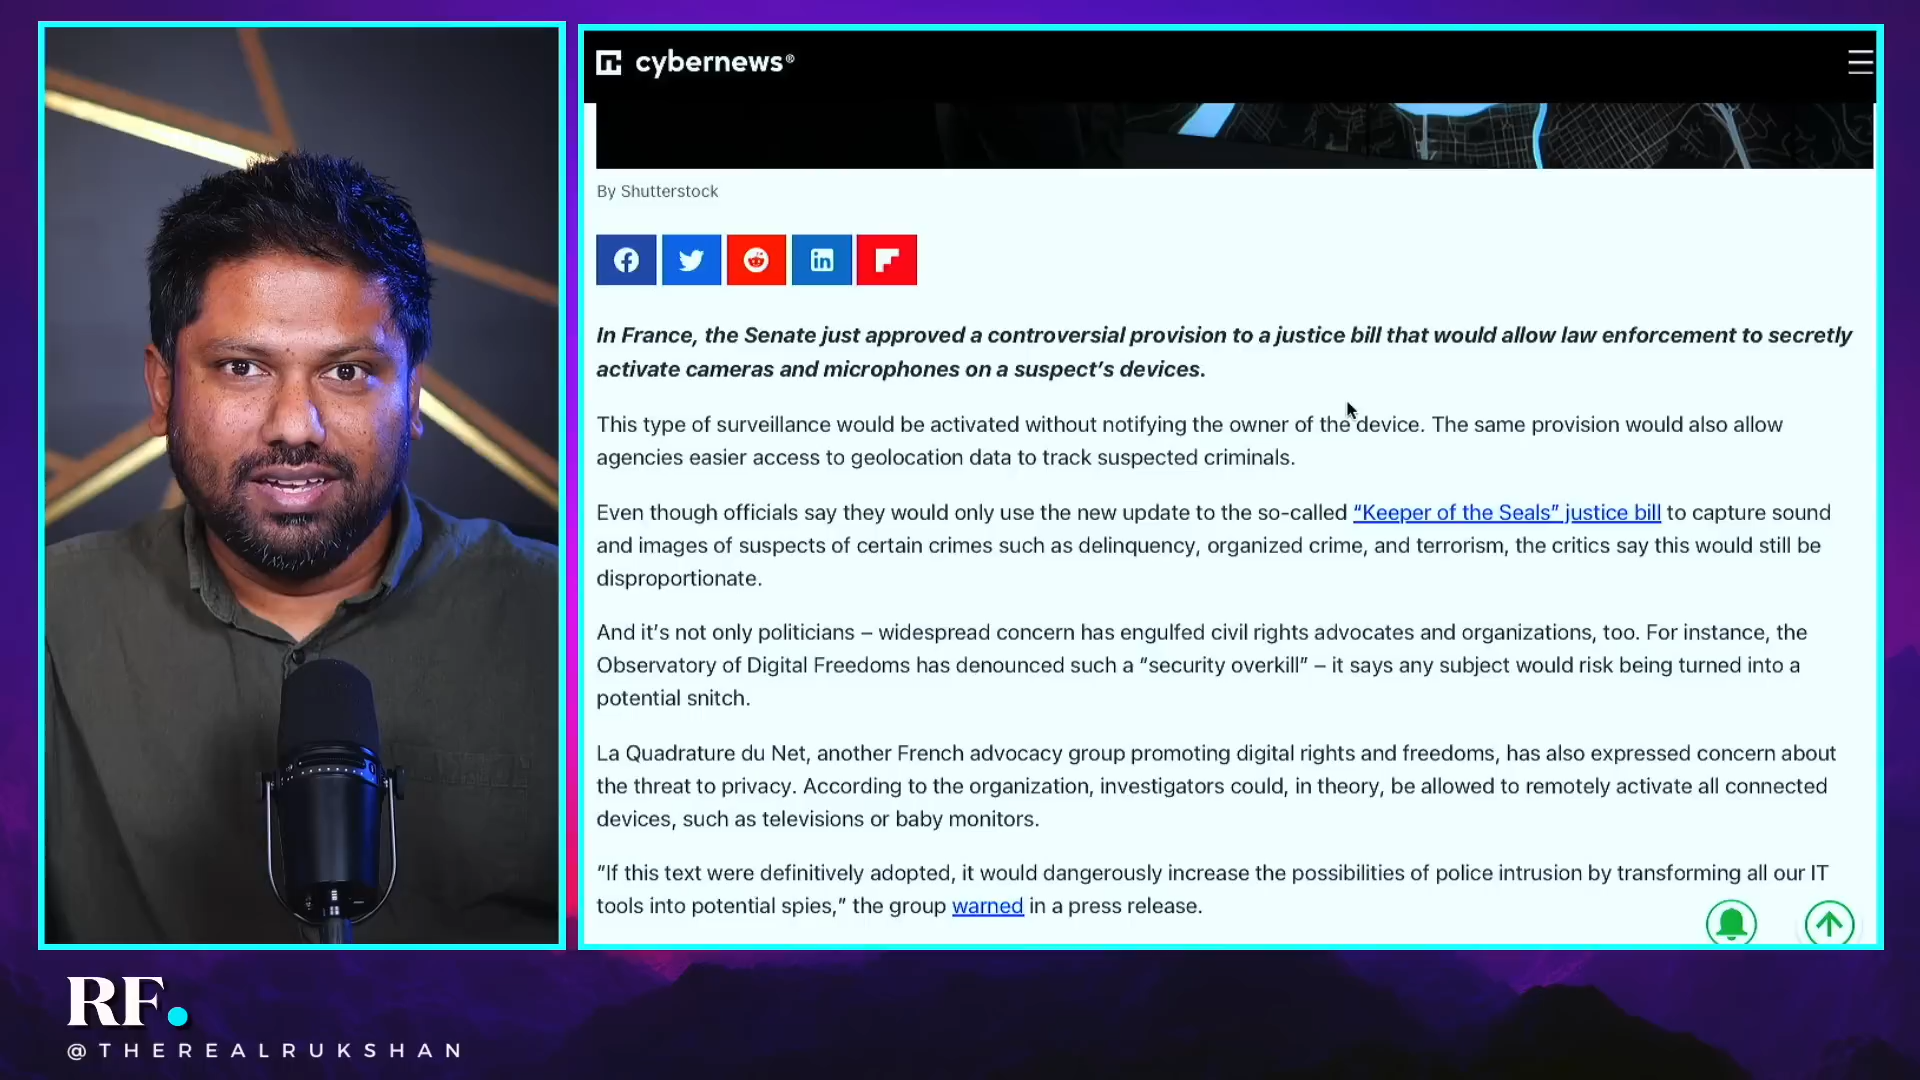 cybernews®
By Shutterstock
In France, the Senate just approved a controversial provision to a justice bill that would allow law enforcement to secretly
activate cameras and microphones on a suspect’s devices.
This type of surveillance would be activated without notifying the owner of the device. The same provision would also allow
agencies easier access to geolocation data to track suspected criminals.
Even though officials say they would only use the new update to the so-called “Keeper of the Seals” justice bill to capture sound
and images of suspects of certain crimes such as delinquency, organized crime, and terrorism, the critics say this would still be
disproportionate.
And it’s not only politicians – widespread concern has engulfed civil rights advocates and organizations, too. For instance, the
Observatory of Digital Freedoms has denounced such a “security overkill” – it says any subject would risk being turned into a
potential snitch.
La Quadrature du Net, another French advocacy group promoting digital rights and freedoms, has also expressed concern about
the threat to privacy. According to the organization, investigators could, in theory, be allowed to remotely activate all connected
devices, such as televisions or baby monitors.
“If this text were definitively adopted, it would dangerously increase the possibilities of police intrusion by transforming all our IT
tools into potential spies,” the group warned in a press release.
RF.
@THEREALRUKSHAN